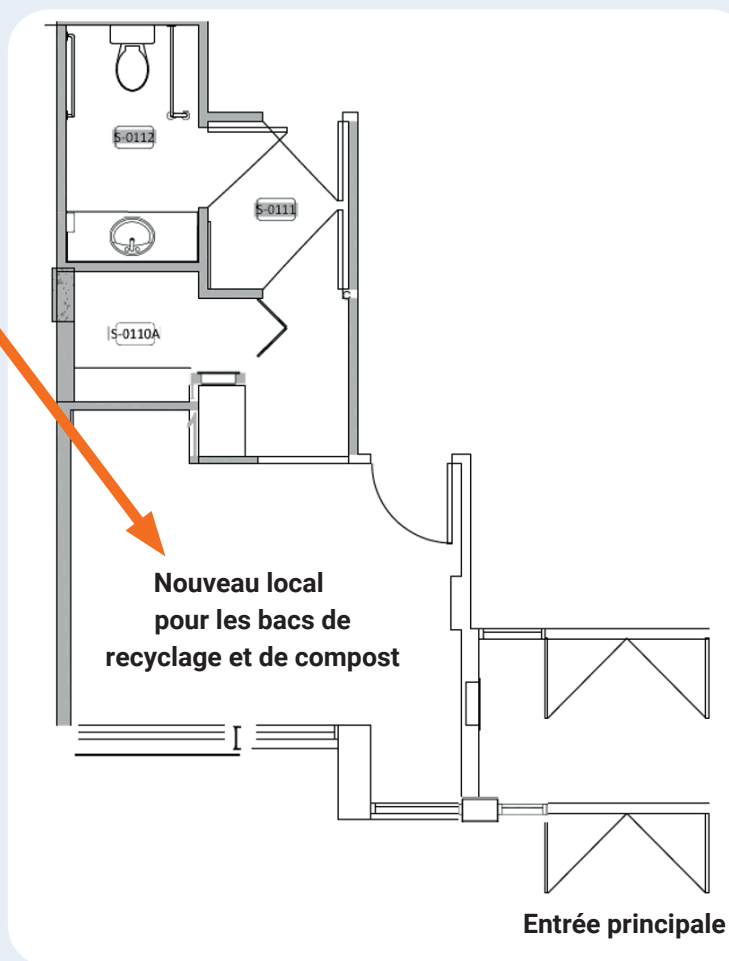 S-0112
S-0111
S-0110A
Nouveau local
pour les bacs de
recyclage et de compost
Entrée principale